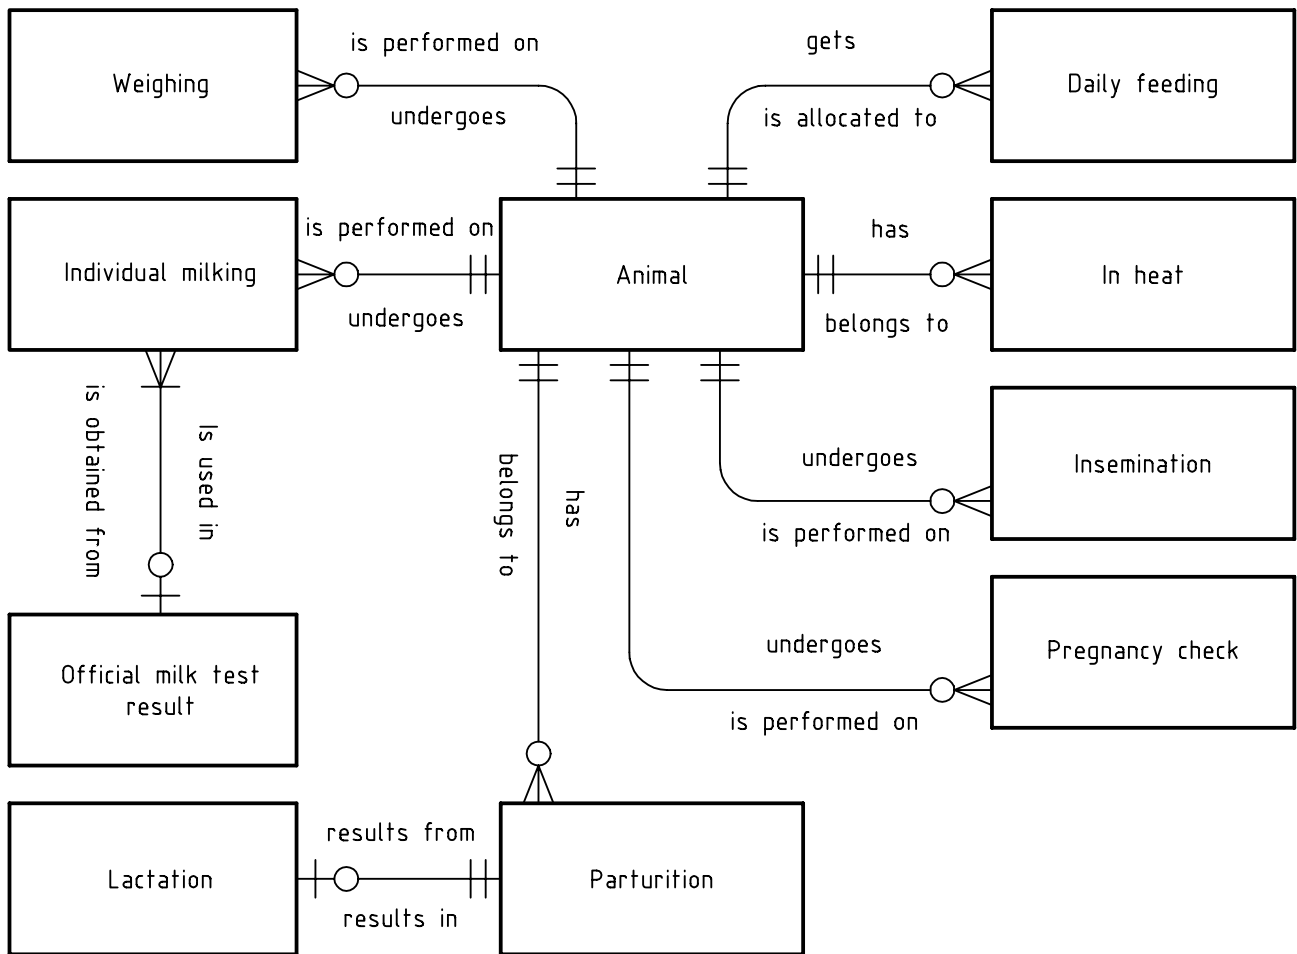 is performed on
gets
Weighing
Daily feeding
undergoes
is allocated to
is performed on
has
Individual milking
Animal
In heat
undergoes
belongs to
is obtained from
Is used in
belongs to
has
undergoes
Insemination
is performed on
undergoes
Pregnancy check
Official milk test
result
is performed on
results from
Lactation
Parturition
results in